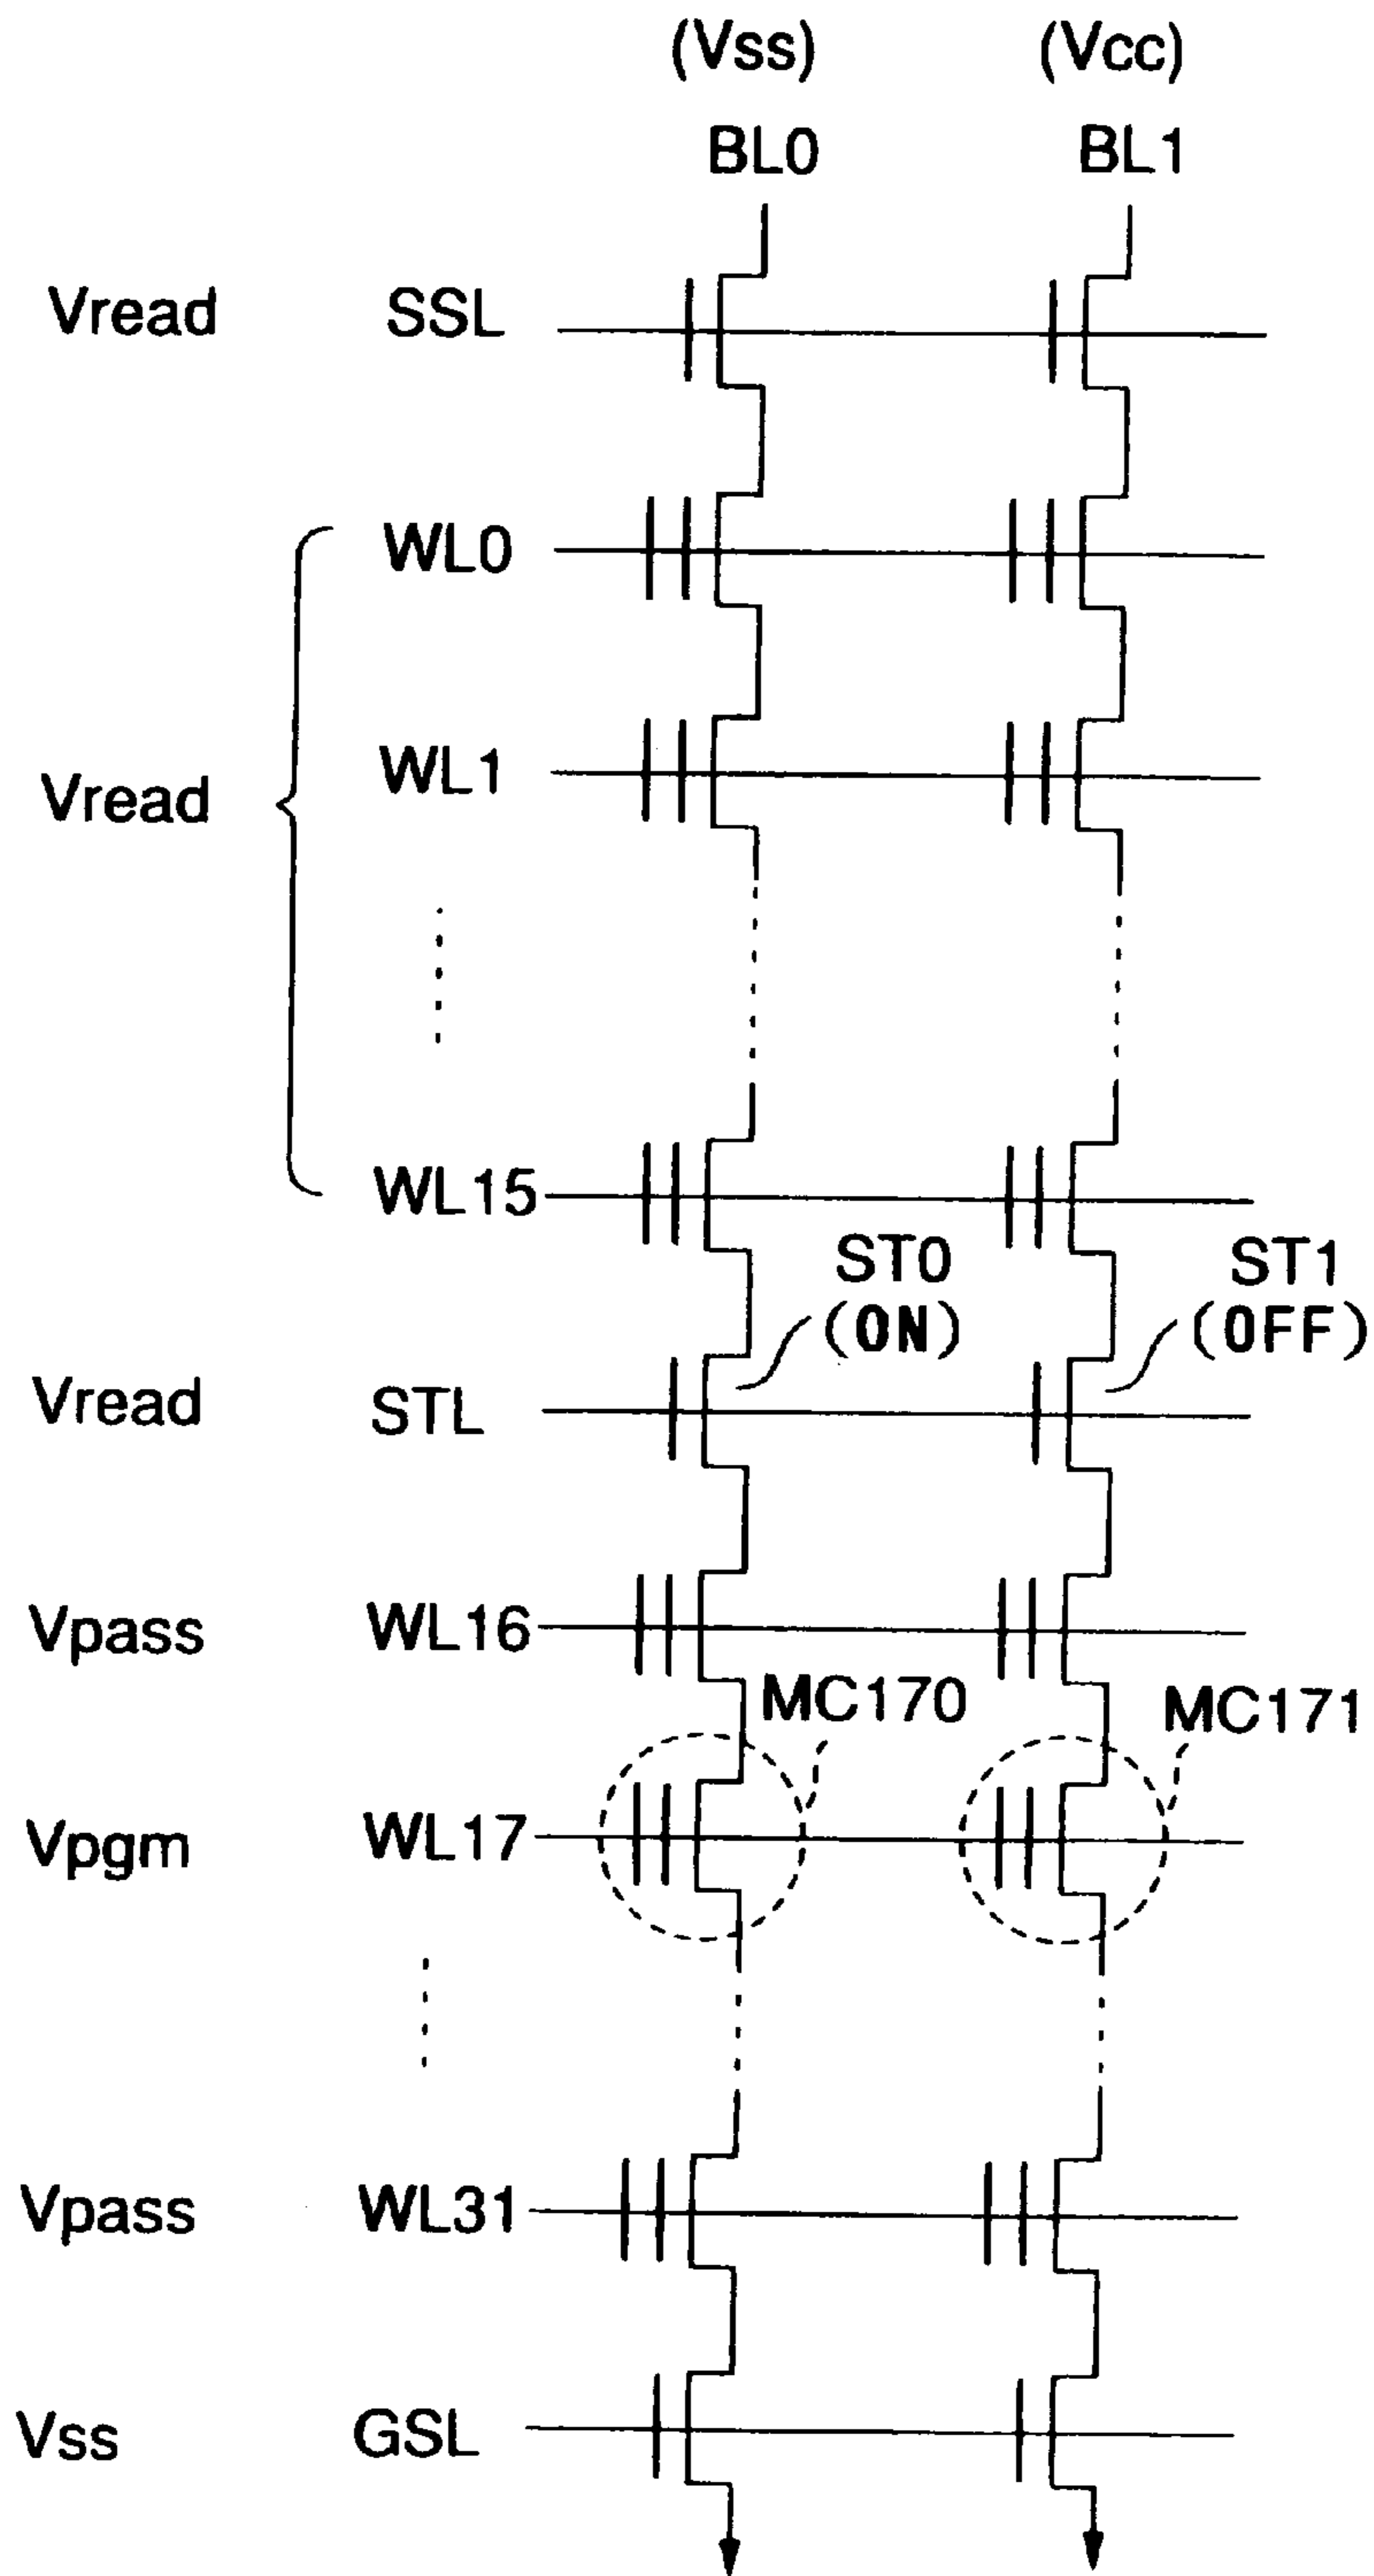 (Vss) (Vcc)
BL0 BL1
Vread SSL
WL0
Vread WL1
WL15
ST0 ST1
(ON) (OFF)
Vread STL
Vpass WL16
MC170 MC171
Vpgm WL17
Vpass WL31
Vss GSL